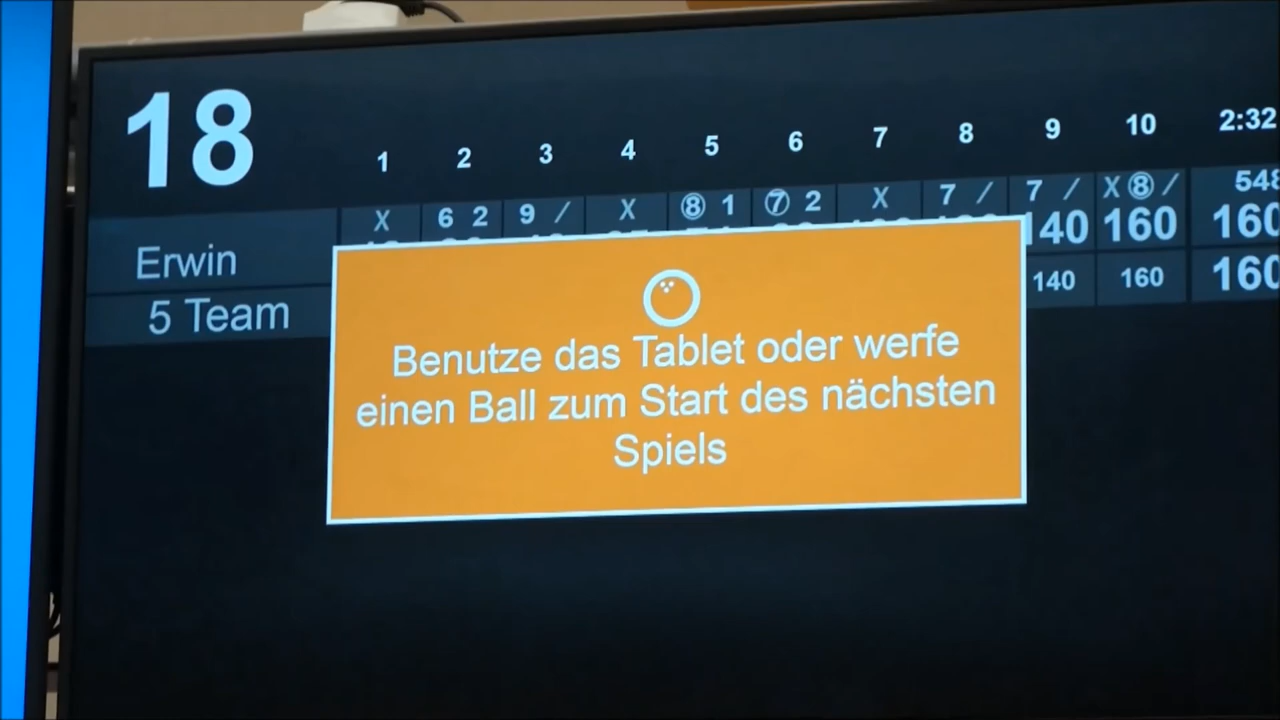 18
1 2 3 4 5 6 7 8 9 10 2:32
X 6 2 9 / X ⑧ 1 ⑦ 2 X 7 / 7 / X ⑧ / 548
Erwin 140 160 160
5 Team 140 160 160
Benutze das Tablet oder werfe
einen Ball zum Start des nächsten
Spiels